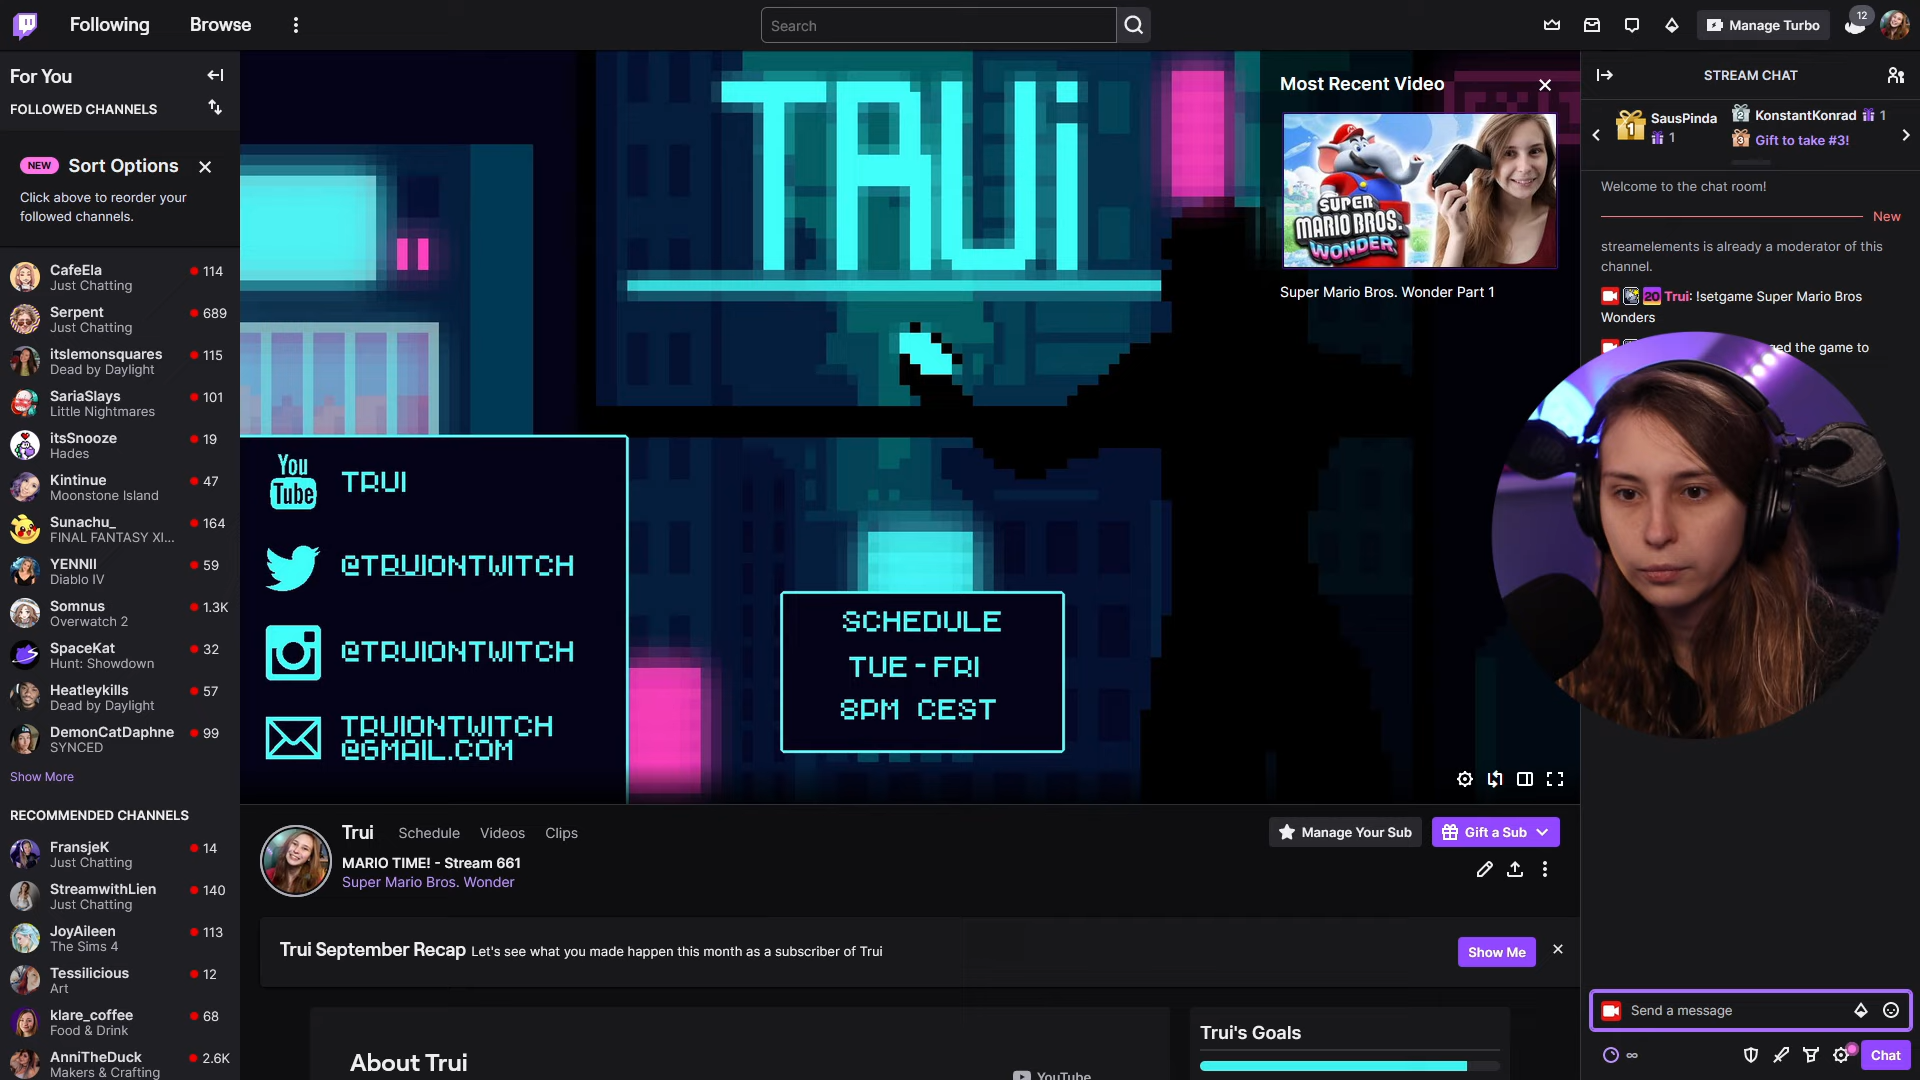 Following
Browse
Search
Manage Turbo
12
For You
FOLLOWED CHANNELS
NEW Sort Options
Click above to reorder your
followed channels.
CafeEla 114
Just Chatting
Serpent 689
Just Chatting
itslemonsquares 115
Dead by Daylight
SariaSlays 101
Little Nightmares
itsSnooze 19
Hades
Kintinue 47
Moonstone Island
Sunachu_ 164
FINAL FANTASY XI...
YENNII 59
Diablo IV
Somnus 1.3K
Overwatch 2
SpaceKat 32
Hunt: Showdown
Heatleykills 57
Dead by Daylight
DemonCatDaphne 99
SYNCED
Show More
RECOMMENDED CHANNELS
FransjeK 14
Just Chatting
StreamwithLien 140
Just Chatting
JoyAileen 113
The Sims 4
Tessilicious 12
Art
klare_coffee 68
Food & Drink
AnniTheDuck 2.6K
Makers & Crafting
TRUi
You
Tube
TRUI
@TRUIONTWITCH
@TRUIONTWITCH
TRUIONTWITCH
@GMAIL.COM
SCHEDULE
TUE-FRI
8PM CEST
Most Recent Video
SUPER
MARIO BROS.
WONDER
Super Mario Bros. Wonder Part 1
Trui
Schedule
Videos
Clips
MARIO TIME! - Stream 661
Super Mario Bros. Wonder
Manage Your Sub
Gift a Sub
Trui September Recap Let's see what you made happen this month as a subscriber of Trui
Show Me
About Trui
YouTube
Trui's Goals
STREAM CHAT
1 SausPinda
1
2 KonstantKonrad 1
3 Gift to take #3!
Welcome to the chat room!
New
streamelements is already a moderator of this
channel.
20 Trui: !setgame Super Mario Bros
Wonders
the game to
Send a message
∞
Chat